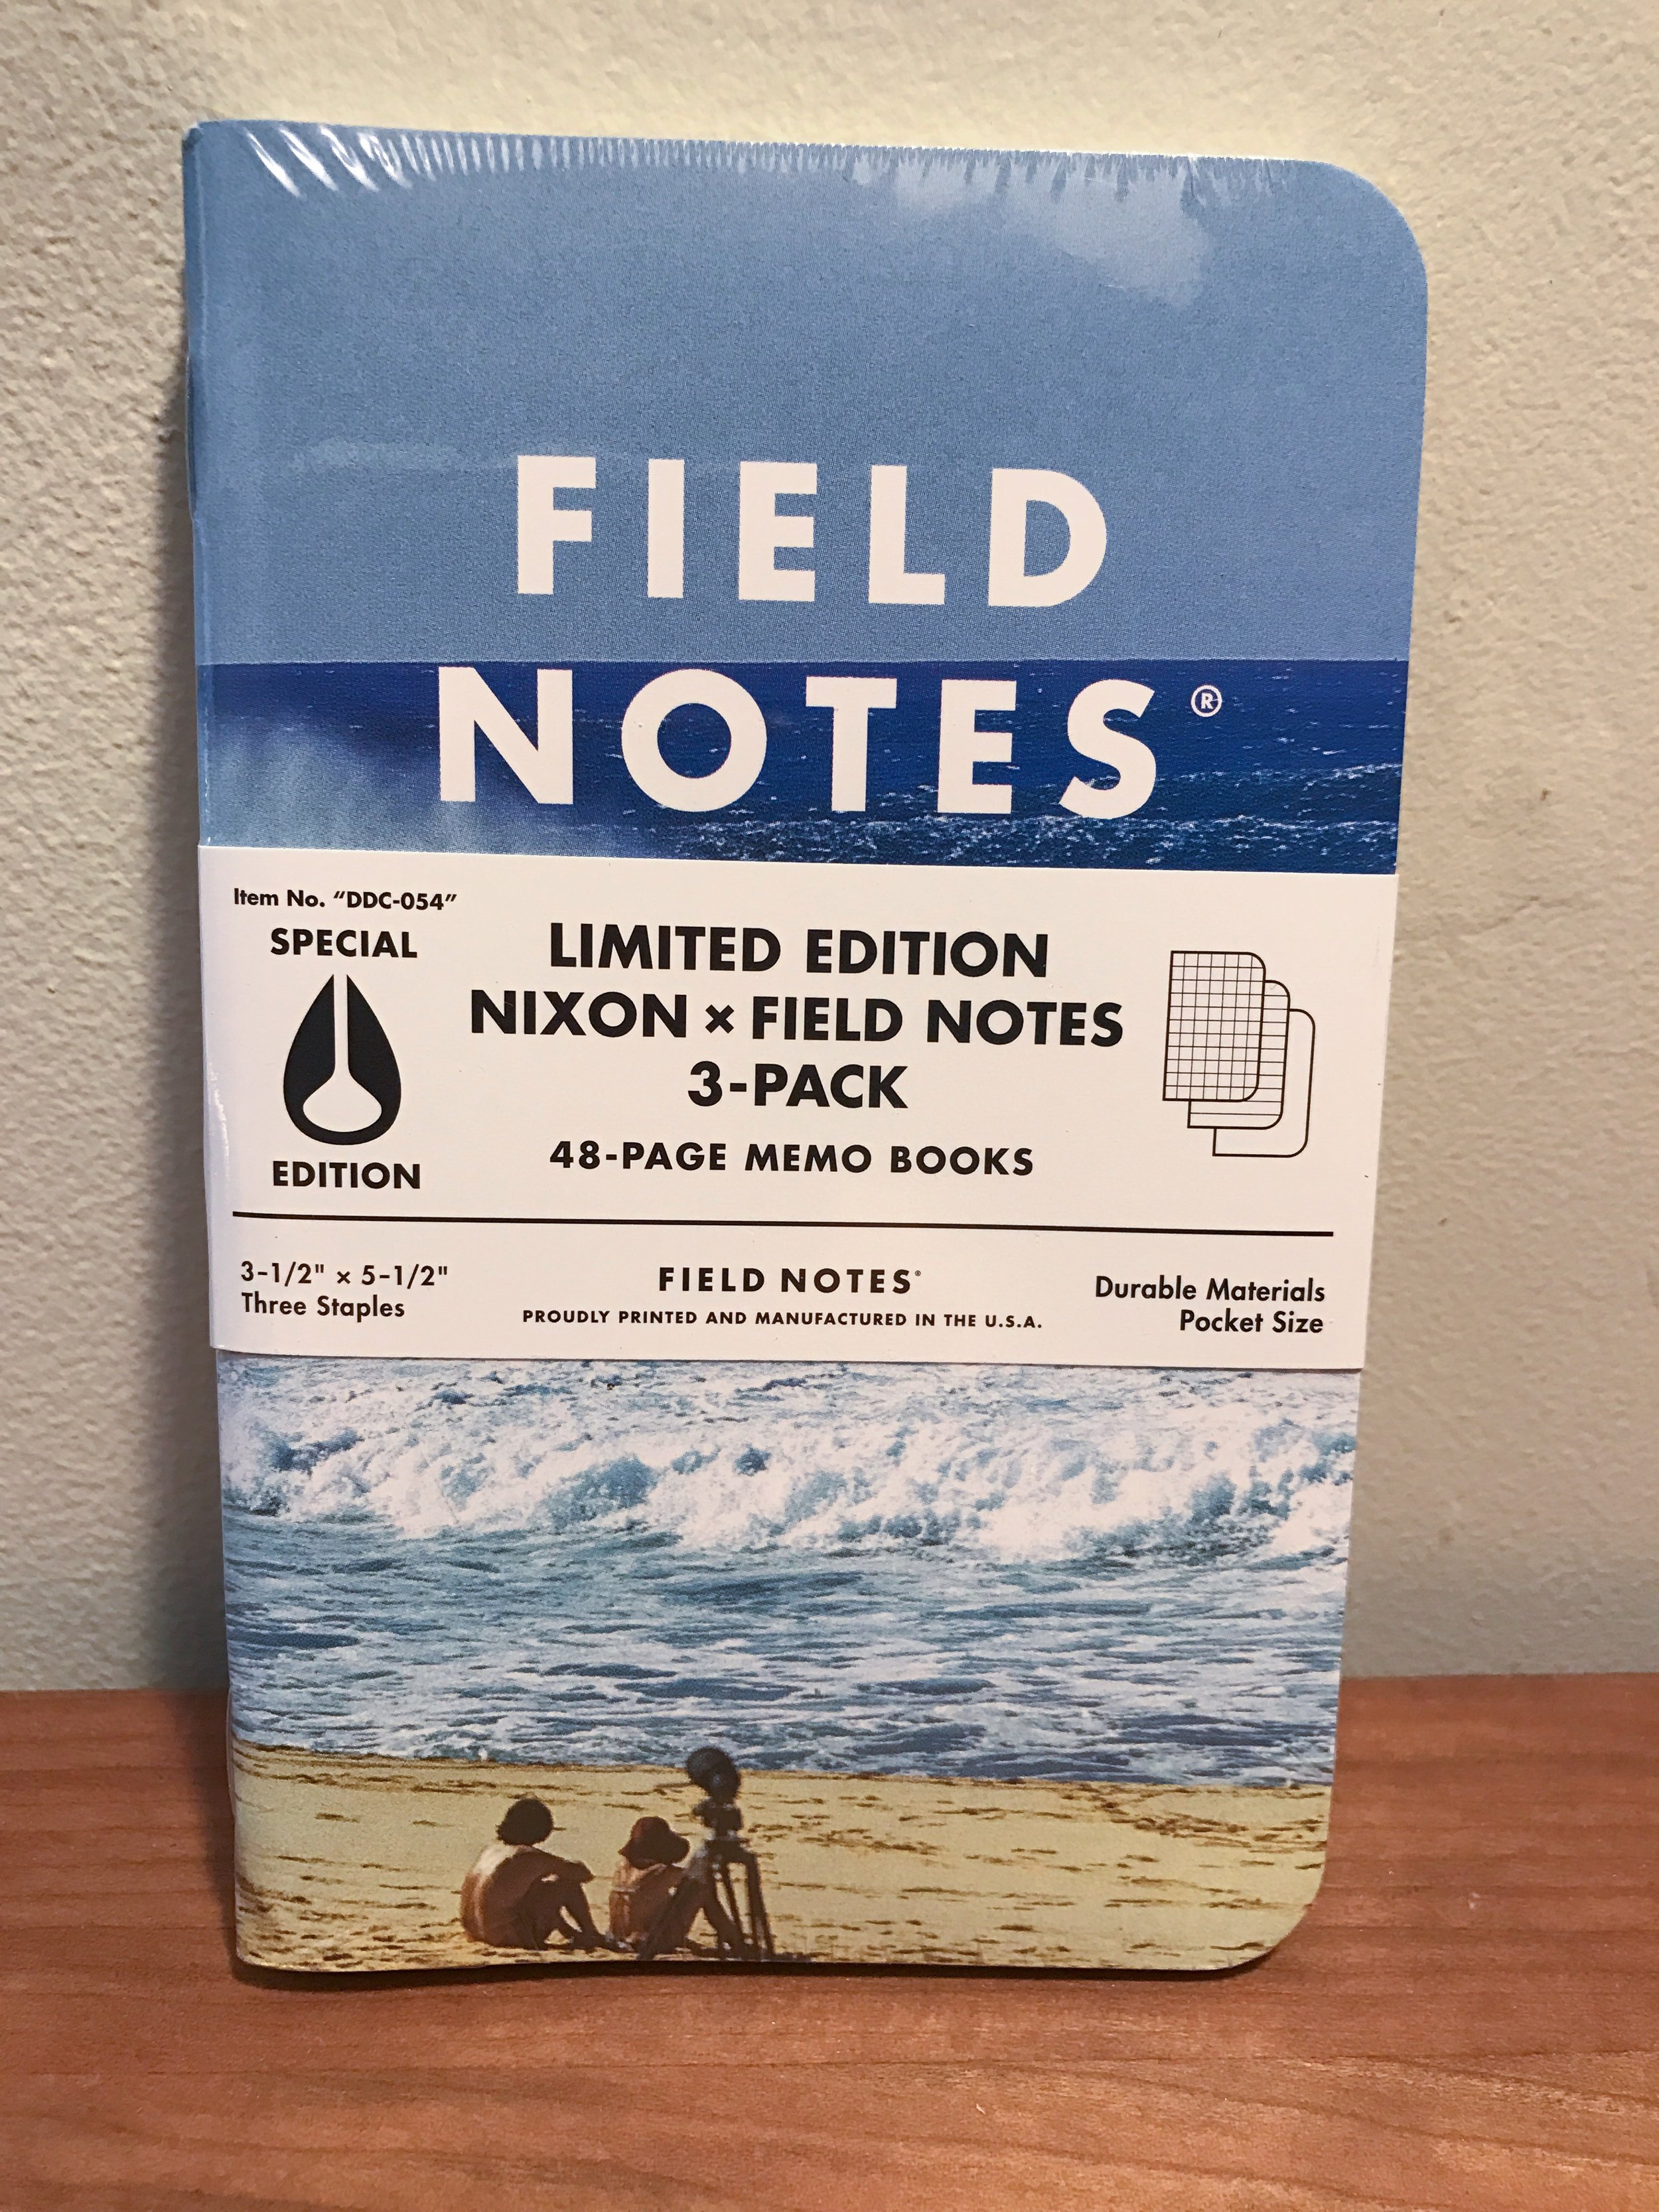 FIELD
NOTES®
Item No. “DDC-054”
SPECIAL
EDITION
LIMITED EDITION
NIXON × FIELD NOTES
3-PACK
48-PAGE MEMO BOOKS
3-1/2" × 5-1/2"
Three Staples
FIELD NOTES®
PROUDLY PRINTED AND MANUFACTURED IN THE U.S.A.
Durable Materials
Pocket Size